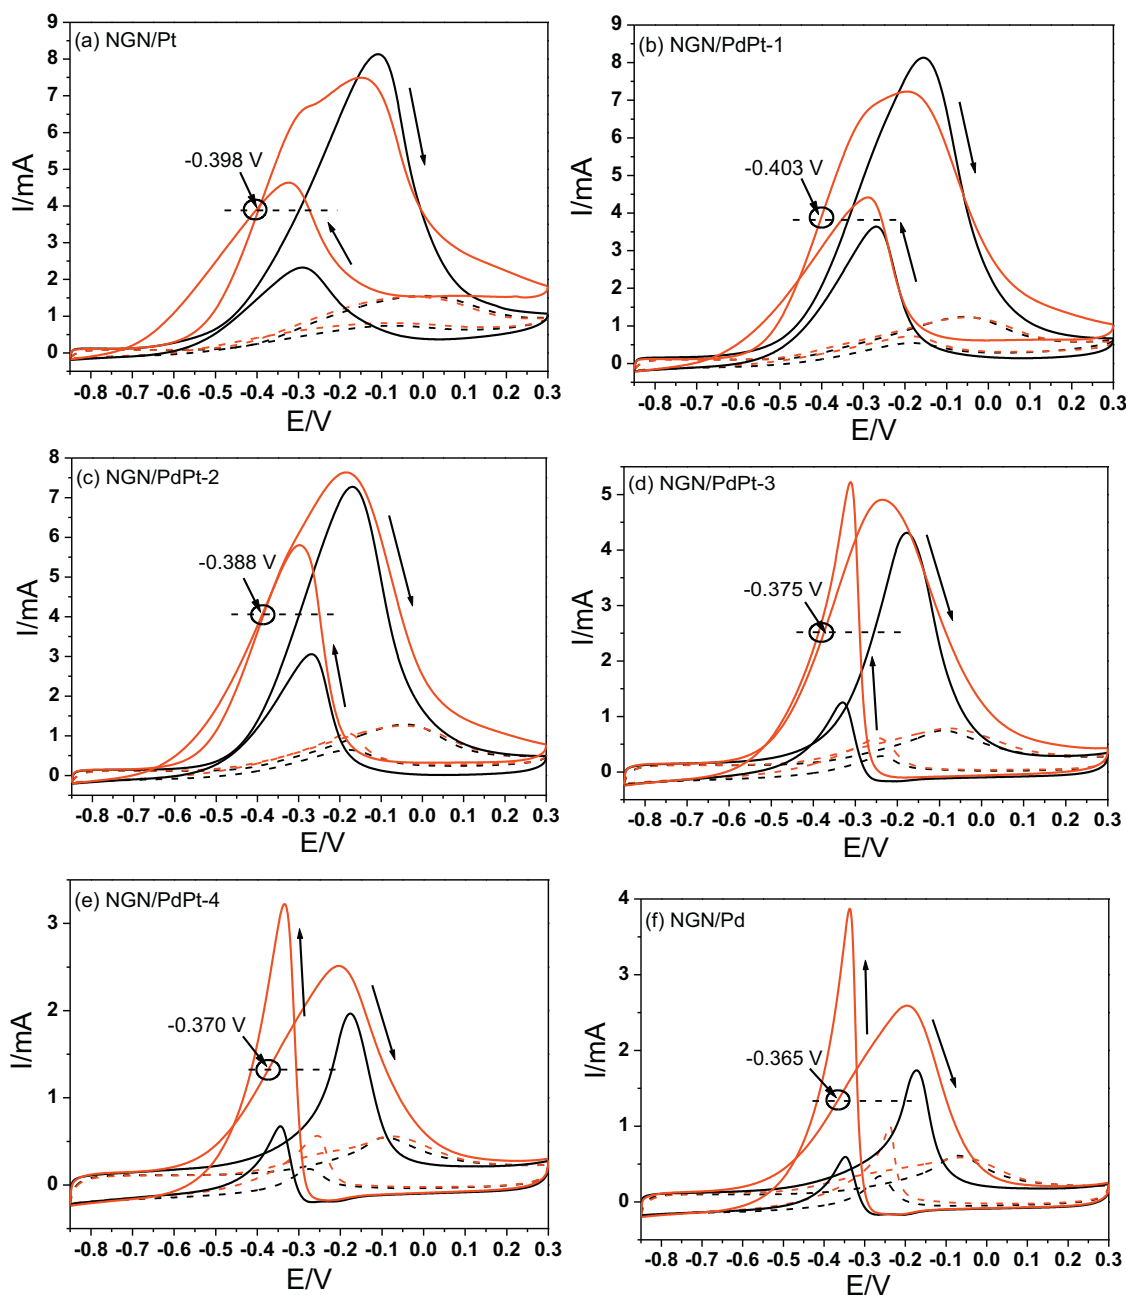 (a) NGN/Pt
9
8
7
6
5
4
3
2
1
0
I/mA
-0.398 V
-0.8 -0.7 -0.6 -0.5 -0.4 -0.3 -0.2 -0.1 0.0 0.1 0.2 0.3
E/V
(b) NGN/PdPt-1
9
8
7
6
5
4
3
2
1
0
I/mA
-0.403 V
-0.8 -0.7 -0.6 -0.5 -0.4 -0.3 -0.2 -0.1 0.0 0.1 0.2 0.3
E/V
(c) NGN/PdPt-2
8
7
6
5
4
3
2
1
0
I/mA
-0.388 V
-0.8 -0.7 -0.6 -0.5 -0.4 -0.3 -0.2 -0.1 0.0 0.1 0.2 0.3
E/V
(d) NGN/PdPt-3
5
4
3
2
1
0
I/mA
-0.375 V
-0.8 -0.7 -0.6 -0.5 -0.4 -0.3 -0.2 -0.1 0.0 0.1 0.2 0.3
E/V
(e) NGN/PdPt-4
3
2
1
0
I/mA
-0.370 V
-0.8 -0.7 -0.6 -0.5 -0.4 -0.3 -0.2 -0.1 0.0 0.1 0.2 0.3
E/V
(f) NGN/Pd
4
3
2
1
0
I/mA
-0.365 V
-0.8 -0.7 -0.6 -0.5 -0.4 -0.3 -0.2 -0.1 0.0 0.1 0.2 0.3
E/V